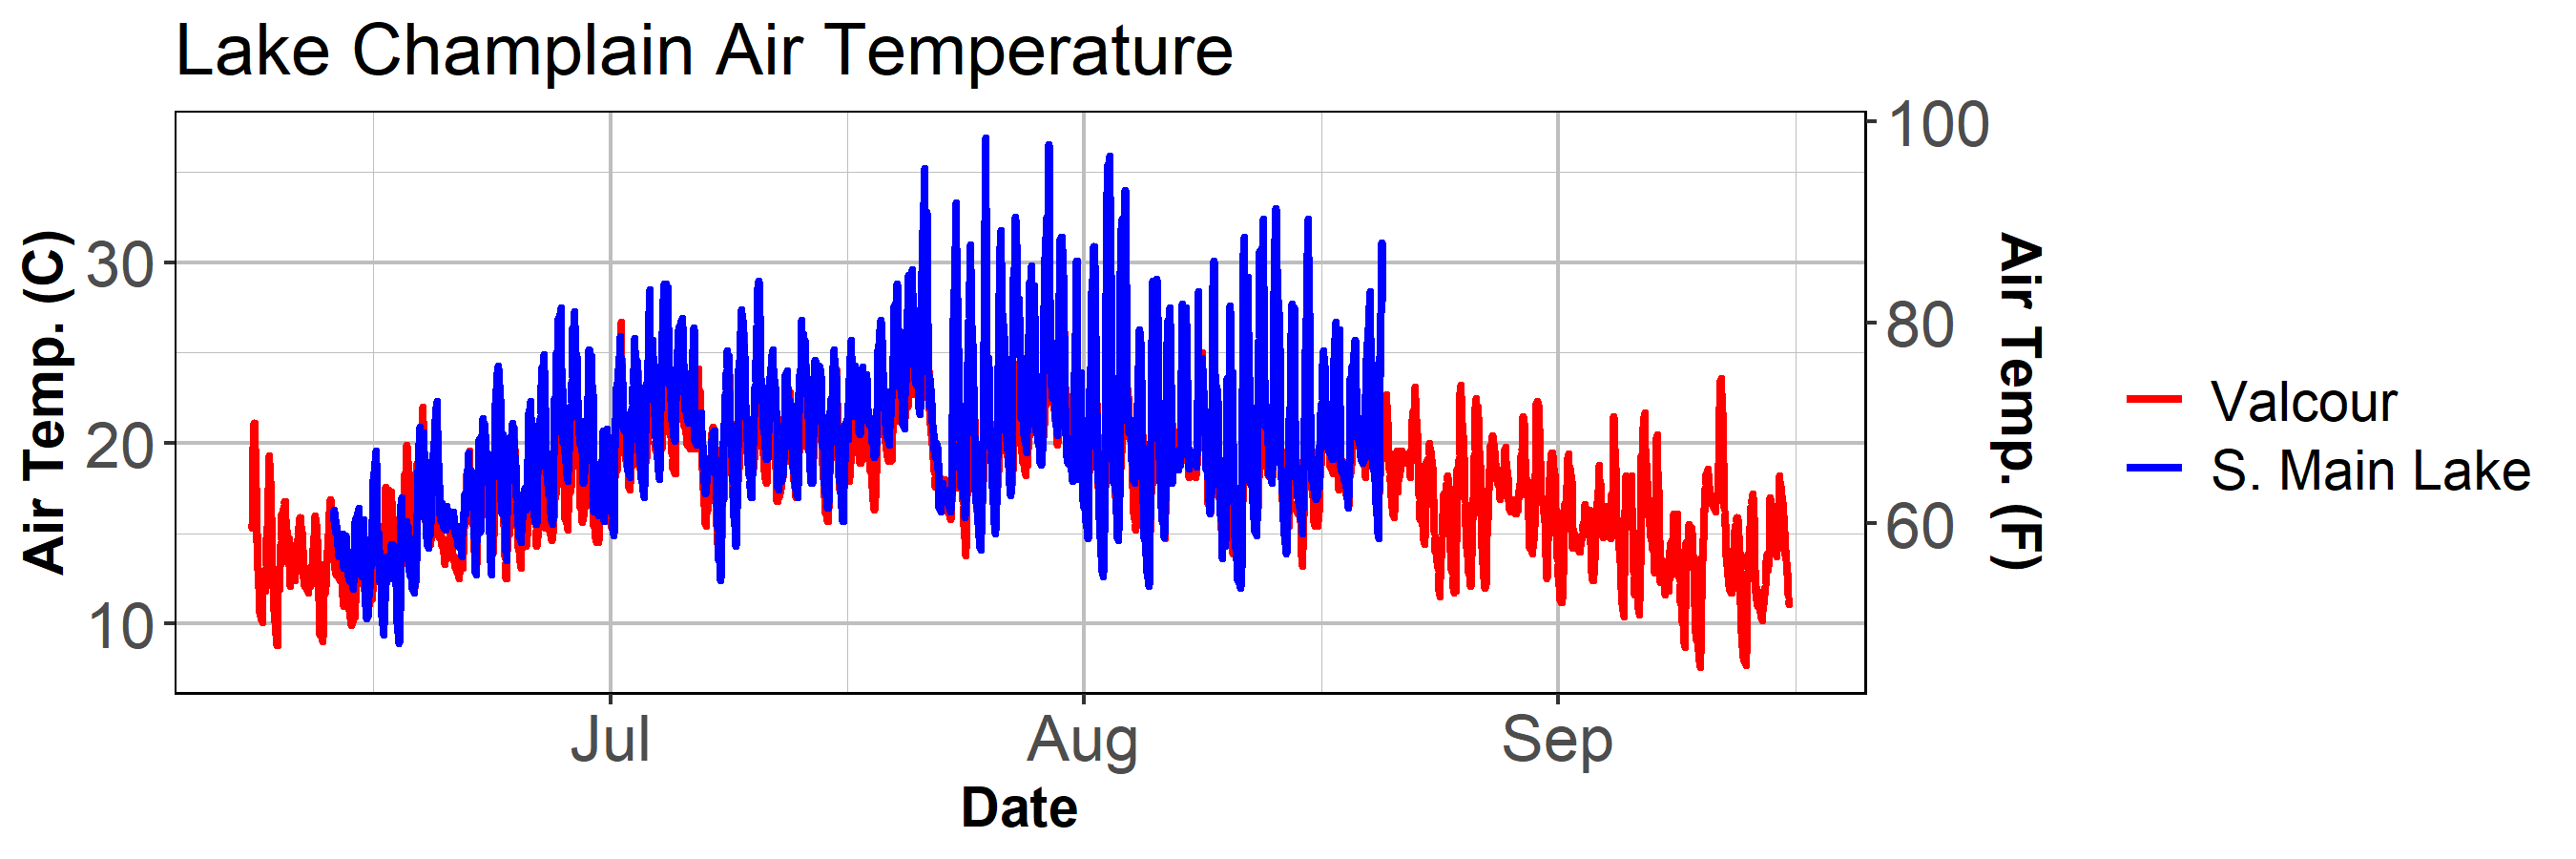 Lake Champlain Air Temperature
Air Temp. (C)
30
20
10
100
80
60
Air Temp. (F)
Valcour
S. Main Lake
Jul
Aug
Sep
Date